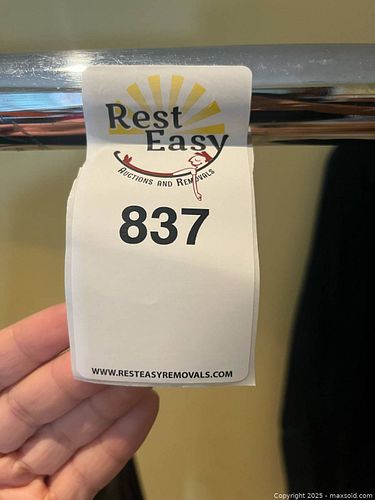 Rest
Easy
AUCTIONS AND REMOVALS
837
WWW.RESTEASYREMOVALS.COM
Copyright 2025 - maxsold.com